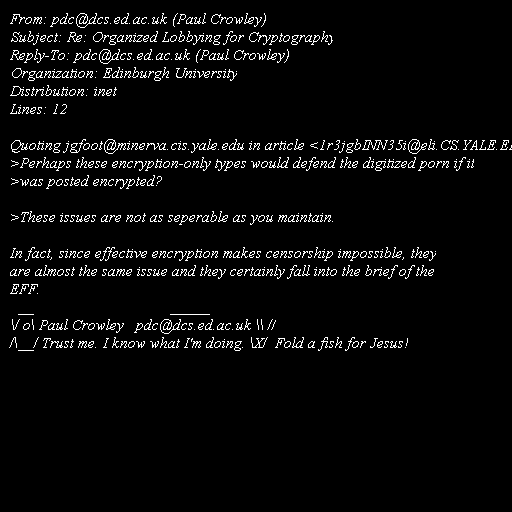 From: pdc@dcs.ed.ac.uk (Paul Crowley)
Subject: Re: Organized Lobbying for Cryptography
Reply-To: pdc@dcs.ed.ac.uk (Paul Crowley)
Organization: Edinburgh University
Distribution: inet
Lines: 12

Quoting jgfoot@minerva.cis.yale.edu in article <1r3jgbINN35i@eli.CS.YALE.
>Perhaps these encryption-only types would defend the digitized porn if it
>was posted encrypted?

>These issues are not as seperable as you maintain.

In fact, since effective encryption makes censorship impossible, they
are almost the same issue and they certainly fall into the brief of the
EFF.
__ _____
\/ o\ Paul Crowley pdc@dcs.ed.ac.uk \\ //
/\__/ Trust me. I know what I'm doing. \X/ Fold a fish for Jesus!